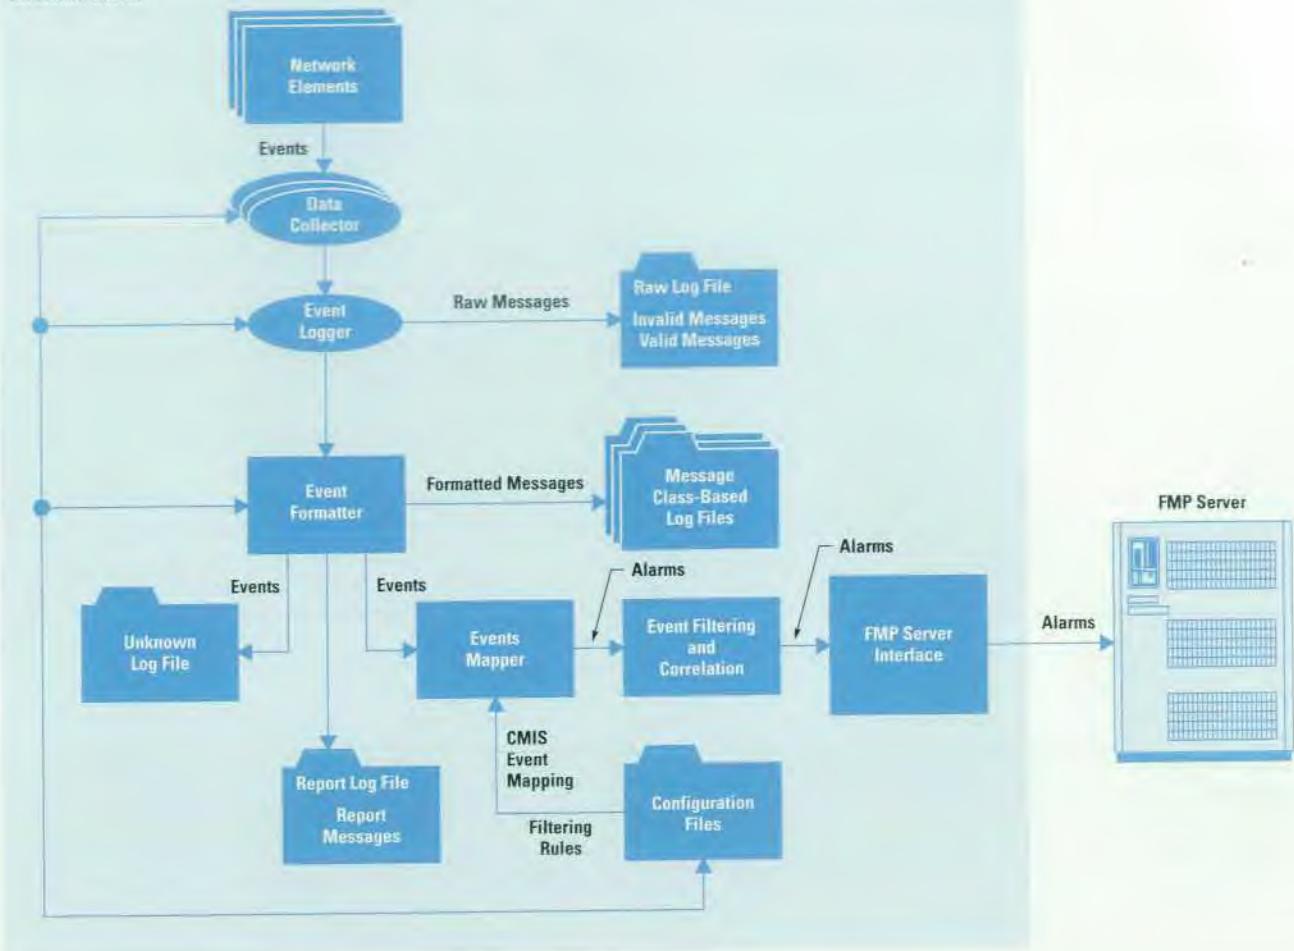 Network
Elements
Events
Data
Collector
Event
Logger
Raw Messages
Raw Log File
Invalid Messages
Valid Messages
Event
Formatter
Formatted Messages
Message
Class-Based
Log Files
FMP Server
Events
Events
Alarms
Alarms
Unknown
Log File
Events
Mapper
Event Filtering
and
Correlation
FMP Server
Interface
Alarms
CMIS
Event
Mapping
Report Log File
Report
Messages
Configuration
Files
Filtering
Rules